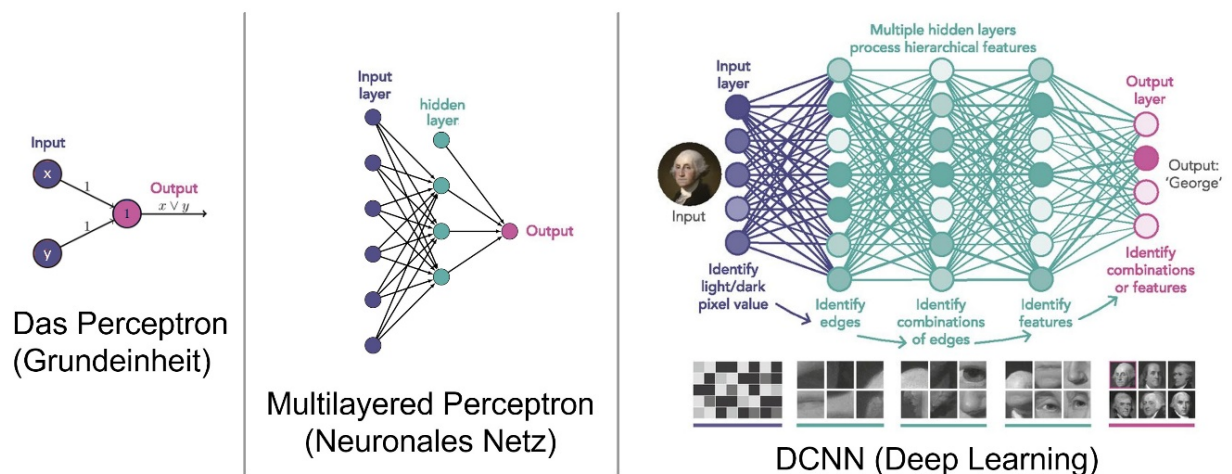 Input
x
1
Output
1
x ∨ y
1
y
Das Perceptron
(Grundeinheit)
Input
layer
hidden
layer
Output
Multilayered Perceptron
(Neuronales Netz)
Multiple hidden layers
process hierarchical features
Input
layer
Output
layer
Input
Output:
'George'
Identify
light/dark
pixel value
Identify
edges
Identify
combinations
of edges
Identify
features
Identify
combinations
or features
DCNN (Deep Learning)